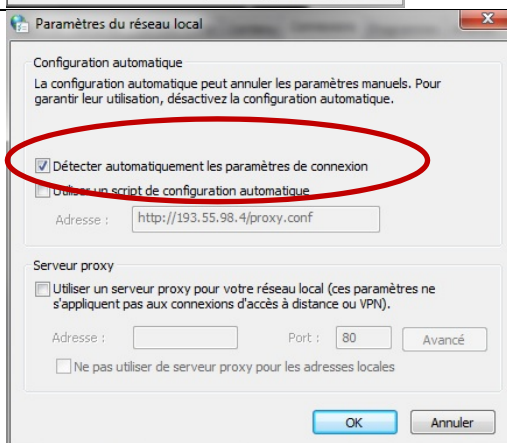 Paramètres du réseau local
Configuration automatique
La configuration automatique peut annuler les paramètres manuels. Pour
garantir leur utilisation, désactivez la configuration automatique.
Détecter automatiquement les paramètres de connexion
Utiliser un script de configuration automatique
Adresse :
http://193.55.98.4/proxy.conf
Serveur proxy
Utiliser un serveur proxy pour votre réseau local (ces paramètres ne
s'appliquent pas aux connexions d'accès à distance ou VPN).
Adresse :
Port :
80
Avancé
Ne pas utiliser de serveur proxy pour les adresses locales
OK
Annuler